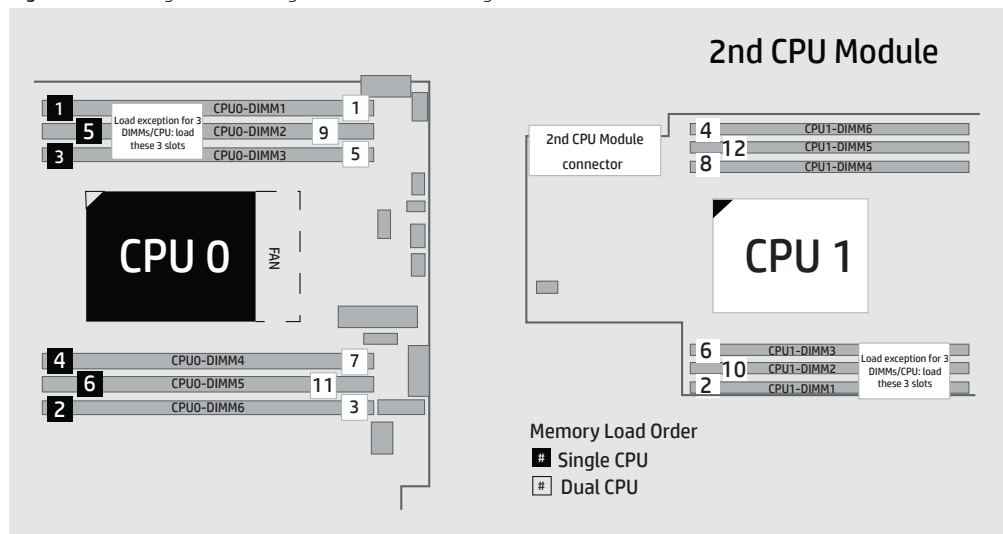 2nd CPU Module
1
CPU0-DIMM1
1
Load exception for 3
DIMMs/CPU: load
these 3 slots
5
CPU0-DIMM2
9
3
CPU0-DIMM3
5
CPU 0
FAN
4
CPU0-DIMM4
7
6
CPU0-DIMM5
11
2
CPU0-DIMM6
3
2nd CPU Module
connector
4
CPU1-DIMM6
12
CPU1-DIMM5
8
CPU1-DIMM4
CPU 1
6
CPU1-DIMM3
10
CPU1-DIMM2
2
CPU1-DIMM1
Load exception for 3
DIMMs/CPU: load
these 3 slots
Memory Load Order
# Single CPU
# Dual CPU